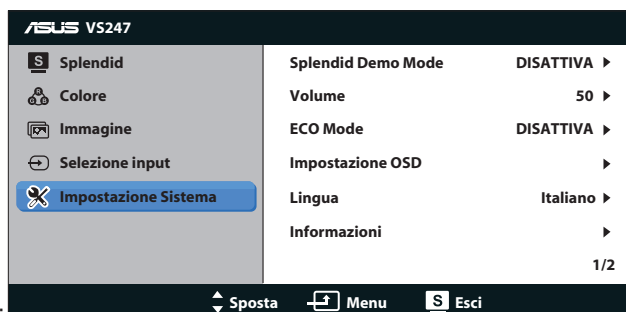 ASUS VS247
S Splendid
Colore
Immagine
Selezione input
Impostazione Sistema
Splendid Demo Mode DISATTIVA
Volume 50
ECO Mode DISATTIVA
Impostazione OSD
Lingua Italiano
Informazioni
1/2
Sposta Menu S Esci